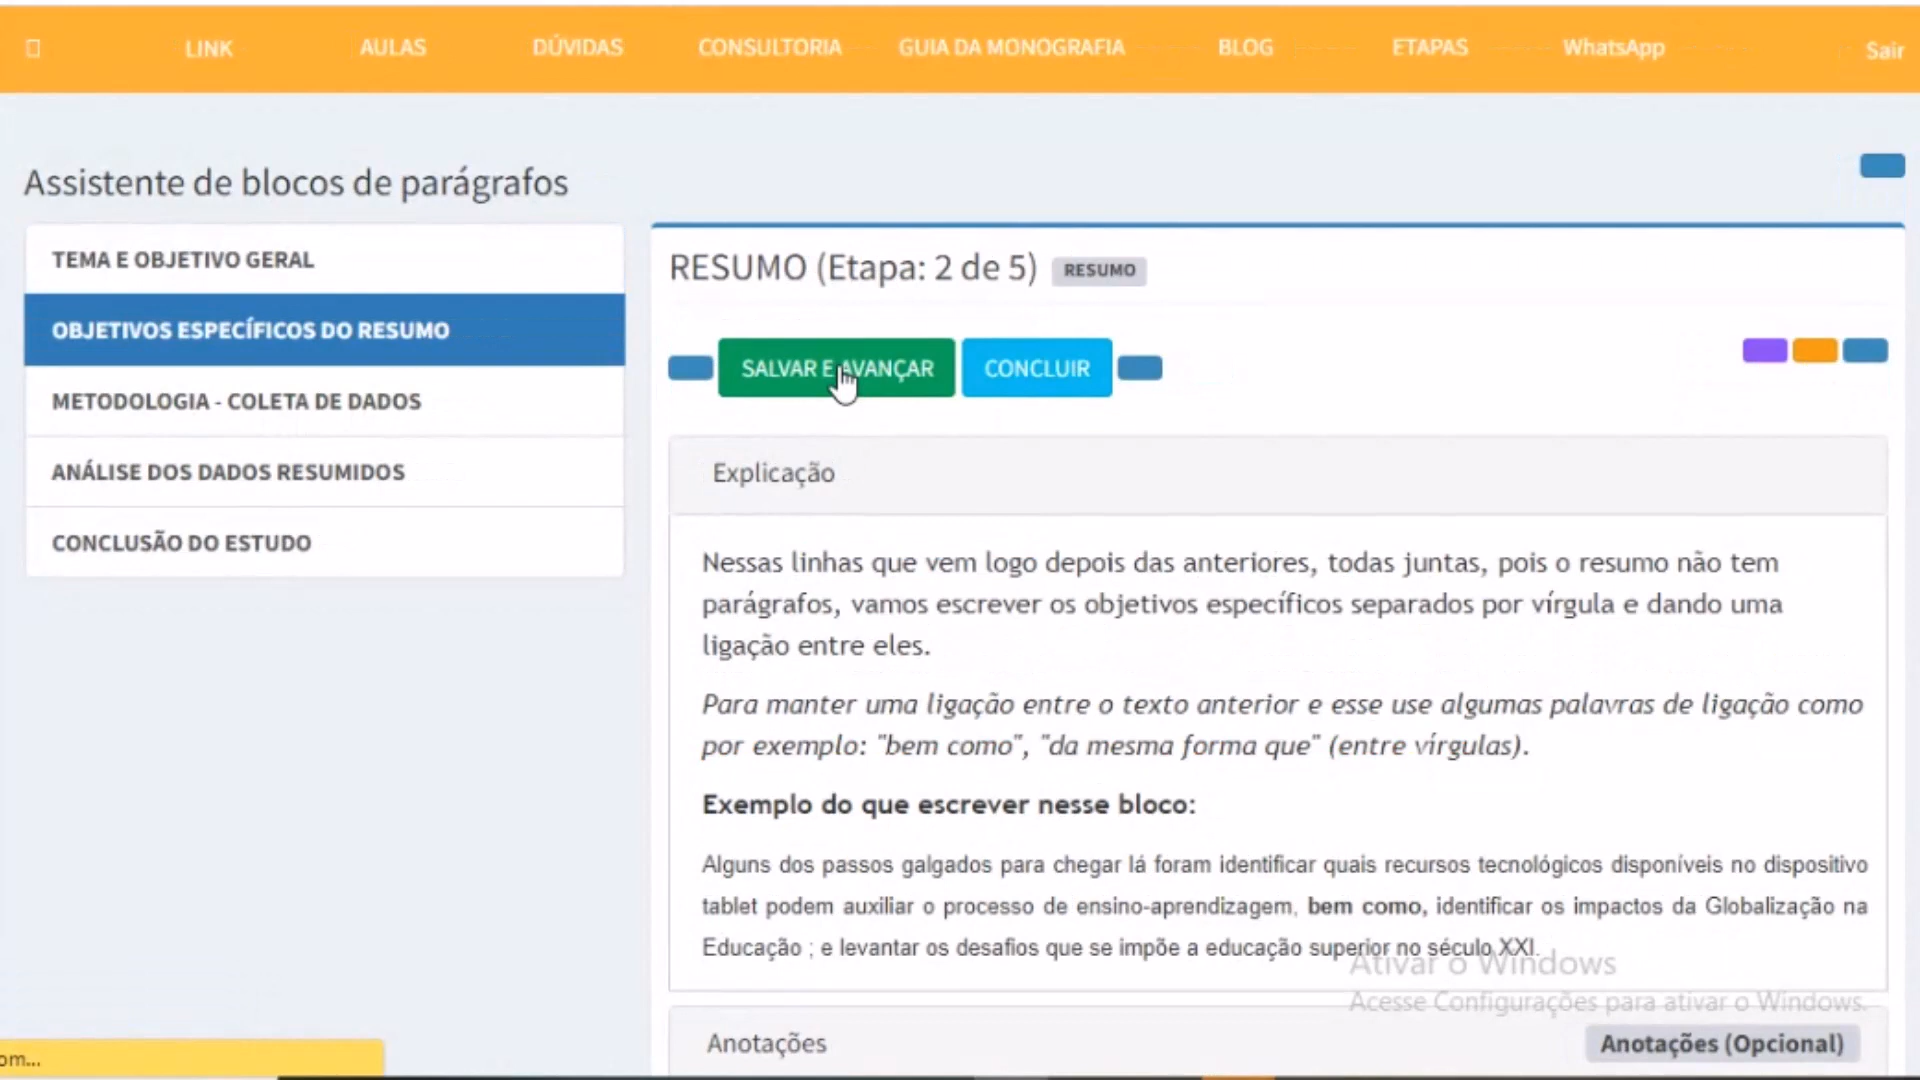 LINK AULAS DÚVIDAS CONSULTORIA GUIA DA MONOGRAFIA BLOG ETAPAS WhatsApp Sair
Assistente de blocos de parágrafos
TEMA E OBJETIVO GERAL
OBJETIVOS ESPECÍFICOS DO RESUMO
METODOLOGIA - COLETA DE DADOS
ANÁLISE DOS DADOS RESUMIDOS
CONCLUSÃO DO ESTUDO
RESUMO (Etapa: 2 de 5) RESUMO
SALVAR E AVANÇAR CONCLUIR
Explicação
Nessas linhas que vem logo depois das anteriores, todas juntas, pois o resumo não tem
parágrafos, vamos escrever os objetivos específicos separados por vírgula e dando uma
ligação entre eles.
Para manter uma ligação entre o texto anterior e esse use algumas palavras de ligação como
por exemplo: "bem como", "da mesma forma que" (entre vírgulas).
Exemplo do que escrever nesse bloco:
Alguns dos passos galgados para chegar lá foram identificar quais recursos tecnológicos disponíveis no dispositivo
tablet podem auxiliar o processo de ensino-aprendizagem, bem como, identificar os impactos da Globalização na
Educação ; e levantar os desafios que se impõe a educação superior no século XXI.
Ativar o Windows
Acesse Configurações para ativar o Windows.
Anotações Anotações (Opcional)
om...